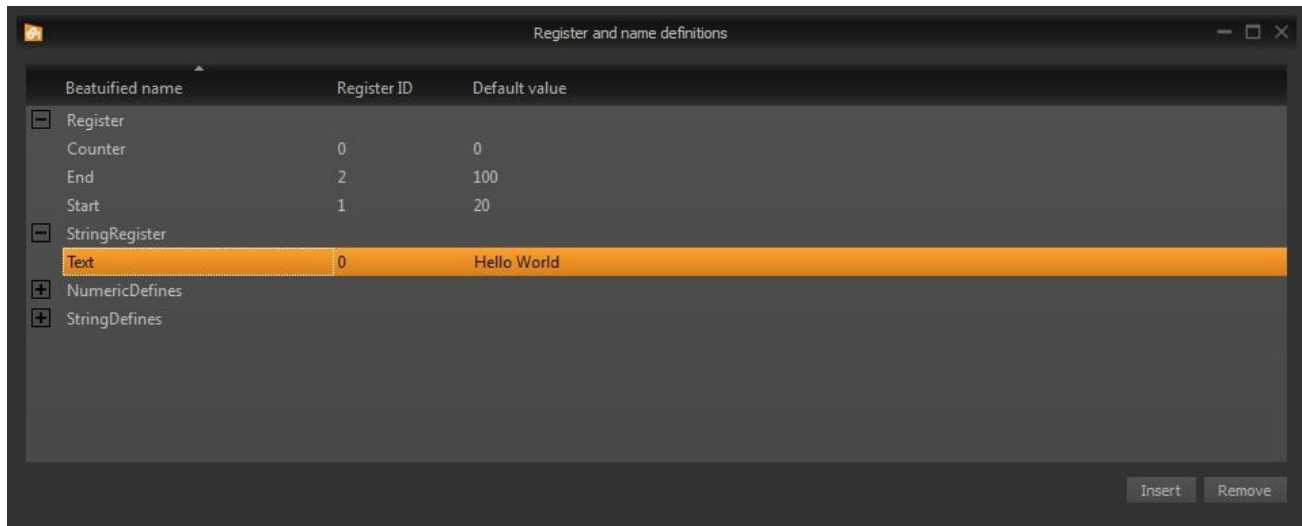 Register and name definitions
Beatuified name Register ID Default value
Register
Counter 0 0
End 2 100
Start 1 20
StringRegister
Text 0 Hello World
NumericDefines
StringDefines
Insert Remove